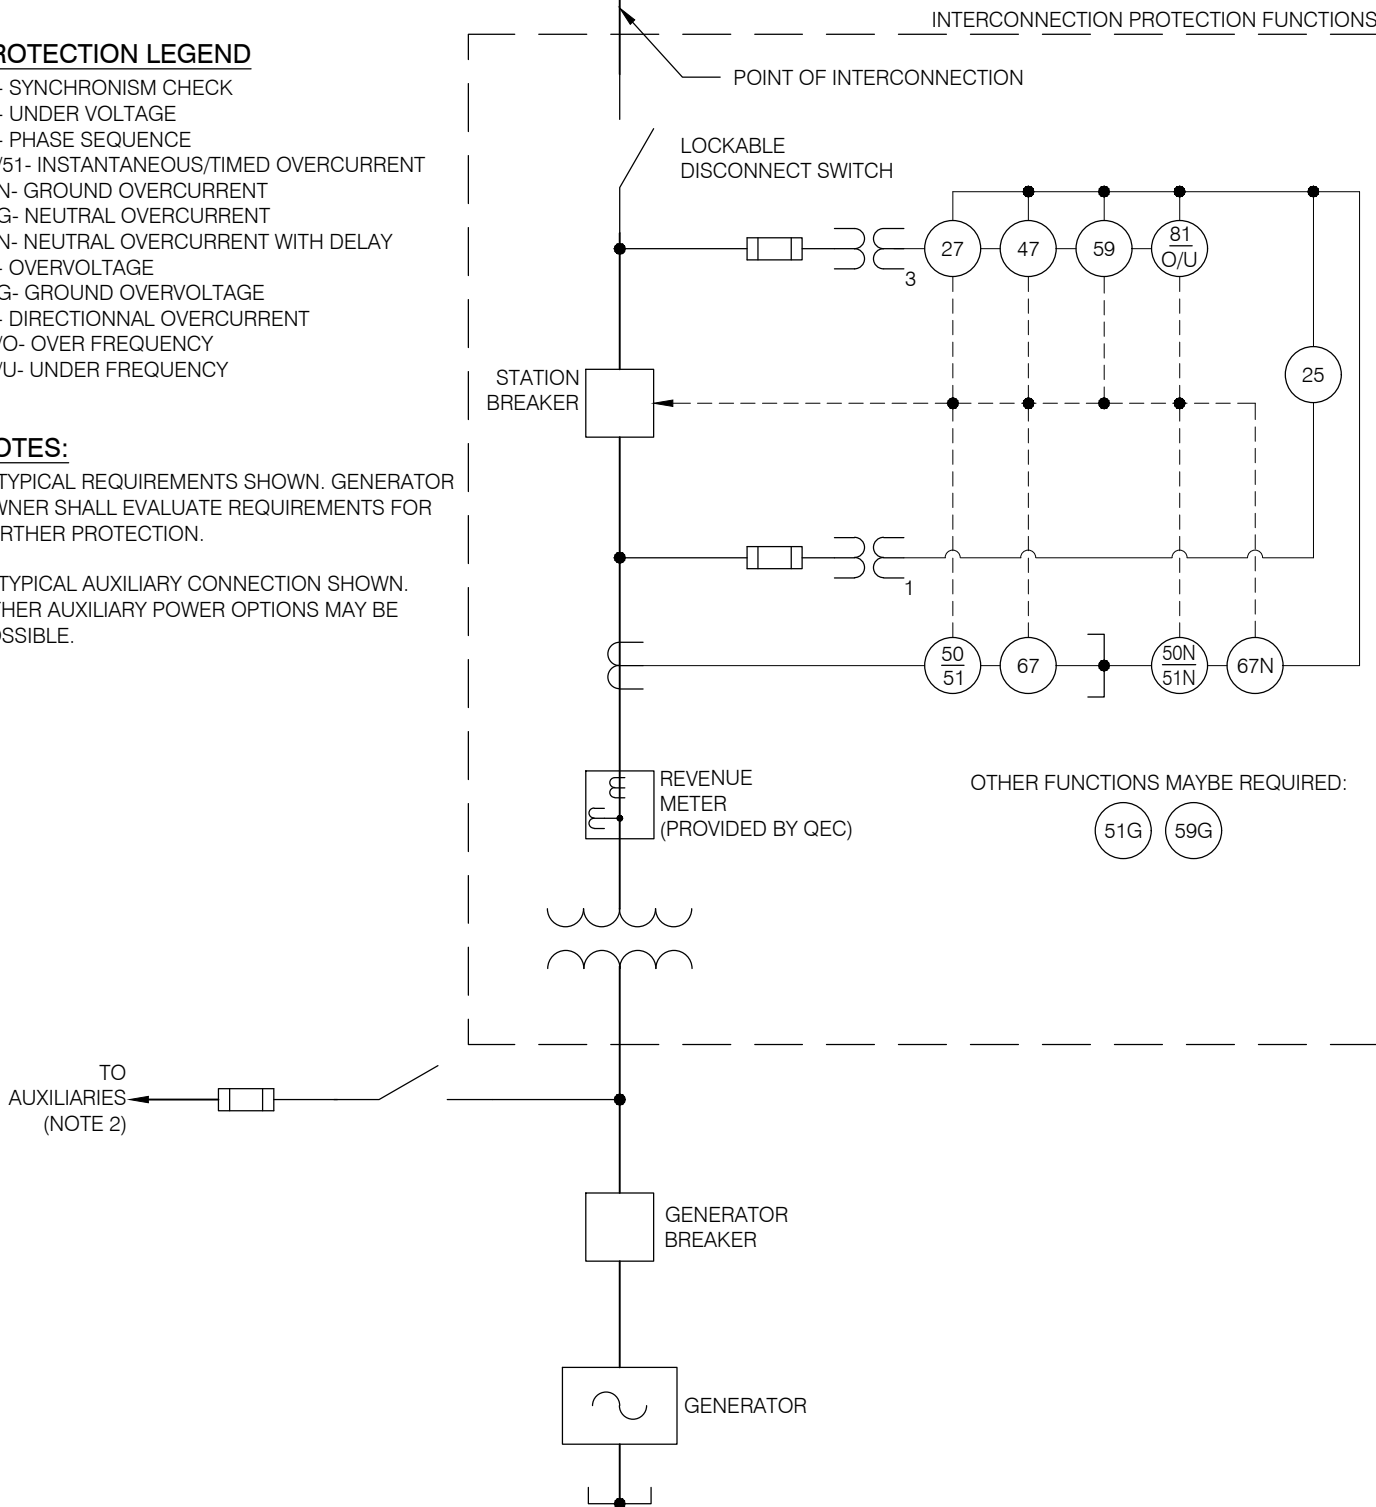 INTERCONNECTION PROTECTION FUNCTIONS
ROTECTION LEGEND
- SYNCHRONISM CHECK
- UNDER VOLTAGE
- PHASE SEQUENCE
/51- INSTANTANEOUS/TIMED OVERCURRENT
N- GROUND OVERCURRENT
G- NEUTRAL OVERCURRENT
N- NEUTRAL OVERCURRENT WITH DELAY
- OVERVOLTAGE
G- GROUND OVERVOLTAGE
- DIRECTIONNAL OVERCURRENT
/O- OVER FREQUENCY
/U- UNDER FREQUENCY
OTES:
TYPICAL REQUIREMENTS SHOWN. GENERATOR
WNER SHALL EVALUATE REQUIREMENTS FOR
RTHER PROTECTION.
TYPICAL AUXILIARY CONNECTION SHOWN.
THER AUXILIARY POWER OPTIONS MAY BE
OSSIBLE.
POINT OF INTERCONNECTION
LOCKABLE
DISCONNECT SWITCH
3
27
47
59
81
O/U
25
STATION
BREAKER
1
50
51
67
50N
51N
67N
REVENUE
METER
(PROVIDED BY QEC)
OTHER FUNCTIONS MAYBE REQUIRED:
51G
59G
TO
AUXILIARIES
(NOTE 2)
GENERATOR
BREAKER
GENERATOR